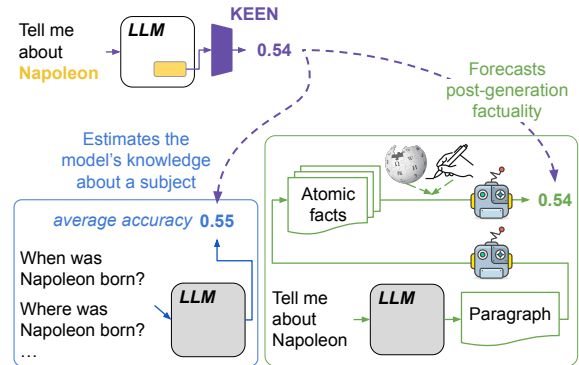 KEEN
Tell me
about
Napoleon
LLM
0.54
Forecasts
post-generation
factuality
Estimates the
model's knowledge
about a subject
average accuracy 0.55
When was
Napoleon born?
Where was
Napoleon born?
…
LLM
Atomic
facts
0.54
Tell me
about
Napoleon
LLM
Paragraph